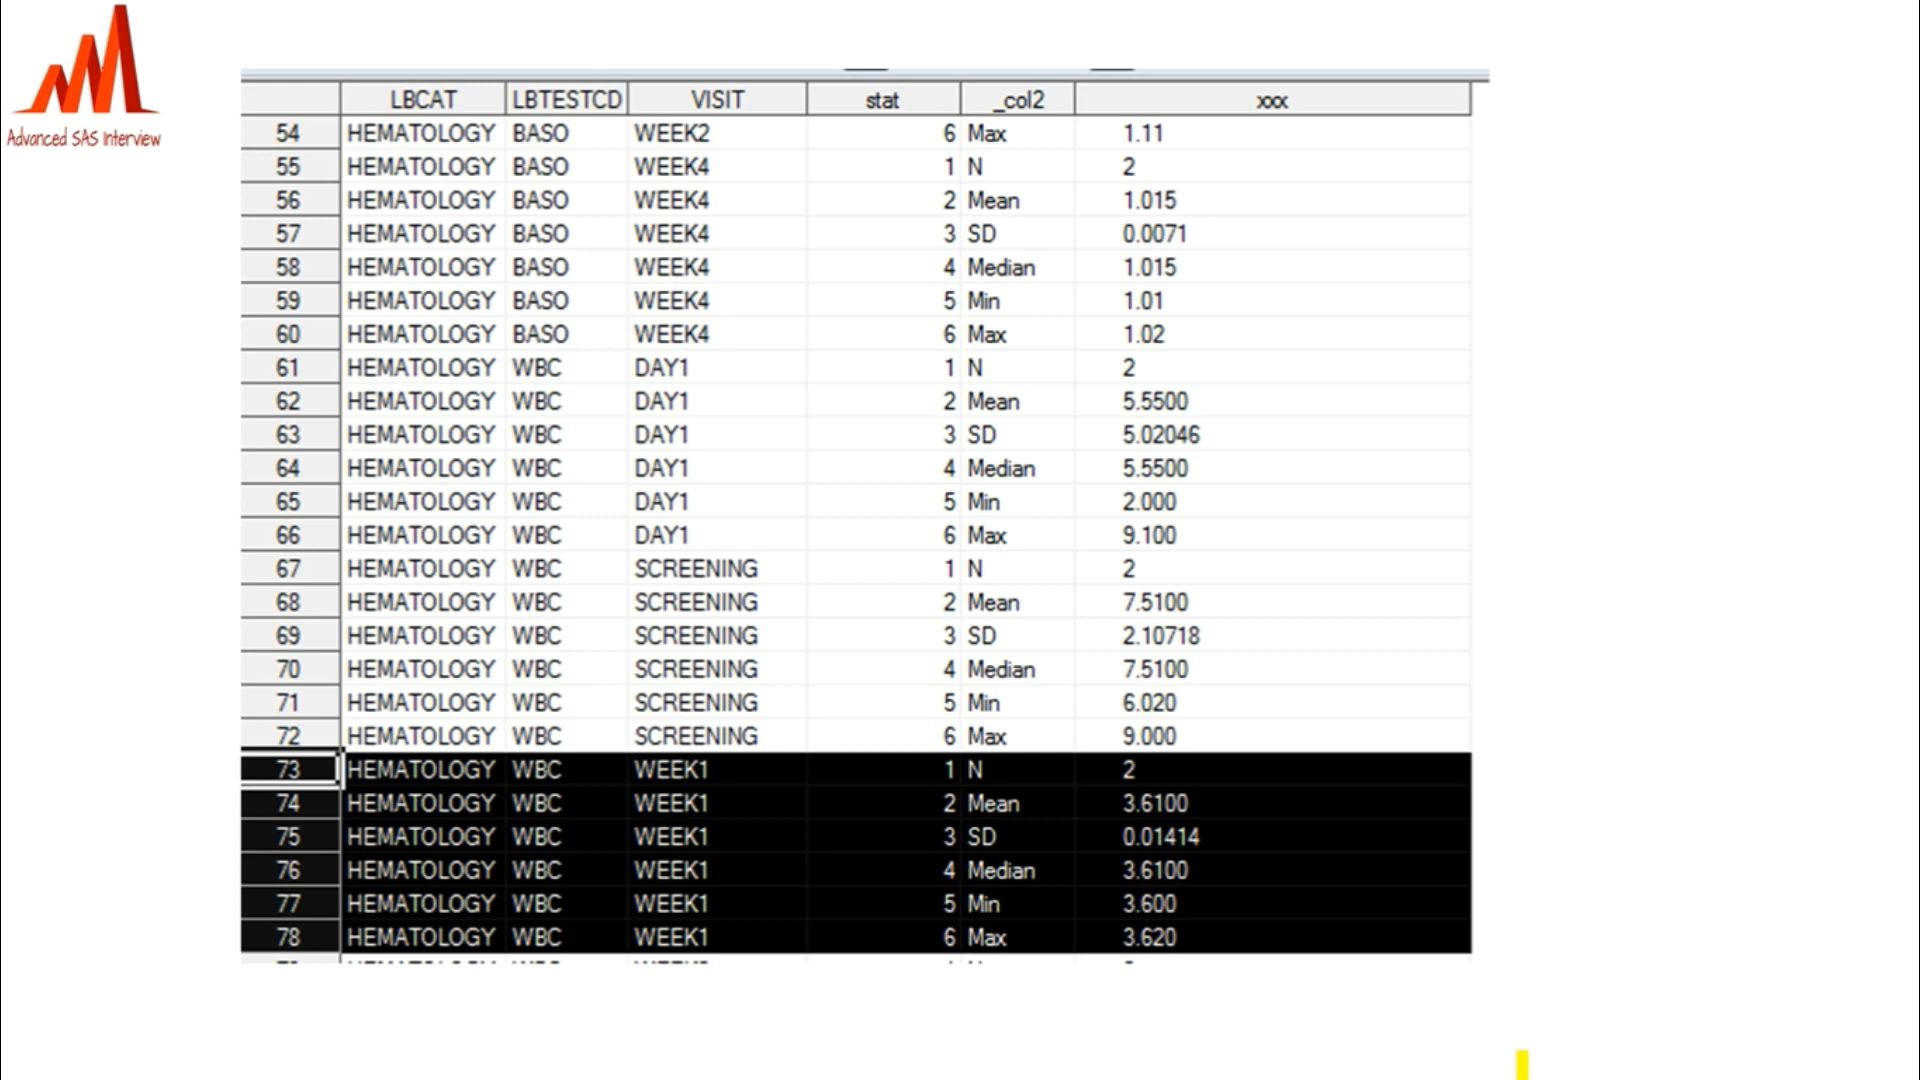 Advanced SAS Interview
LBCAT LBTESTCD VISIT stat _col2 xxx
54 HEMATOLOGY BASO WEEK2 6 Max 1.11
55 HEMATOLOGY BASO WEEK4 1 N 2
56 HEMATOLOGY BASO WEEK4 2 Mean 1.015
57 HEMATOLOGY BASO WEEK4 3 SD 0.0071
58 HEMATOLOGY BASO WEEK4 4 Median 1.015
59 HEMATOLOGY BASO WEEK4 5 Min 1.01
60 HEMATOLOGY BASO WEEK4 6 Max 1.02
61 HEMATOLOGY WBC DAY1 1 N 2
62 HEMATOLOGY WBC DAY1 2 Mean 5.5500
63 HEMATOLOGY WBC DAY1 3 SD 5.02046
64 HEMATOLOGY WBC DAY1 4 Median 5.5500
65 HEMATOLOGY WBC DAY1 5 Min 2.000
66 HEMATOLOGY WBC DAY1 6 Max 9.100
67 HEMATOLOGY WBC SCREENING 1 N 2
68 HEMATOLOGY WBC SCREENING 2 Mean 7.5100
69 HEMATOLOGY WBC SCREENING 3 SD 2.10718
70 HEMATOLOGY WBC SCREENING 4 Median 7.5100
71 HEMATOLOGY WBC SCREENING 5 Min 6.020
72 HEMATOLOGY WBC SCREENING 6 Max 9.000
73 HEMATOLOGY WBC WEEK1 1 N 2
74 HEMATOLOGY WBC WEEK1 2 Mean 3.6100
75 HEMATOLOGY WBC WEEK1 3 SD 0.01414
76 HEMATOLOGY WBC WEEK1 4 Median 3.6100
77 HEMATOLOGY WBC WEEK1 5 Min 3.600
78 HEMATOLOGY WBC WEEK1 6 Max 3.620